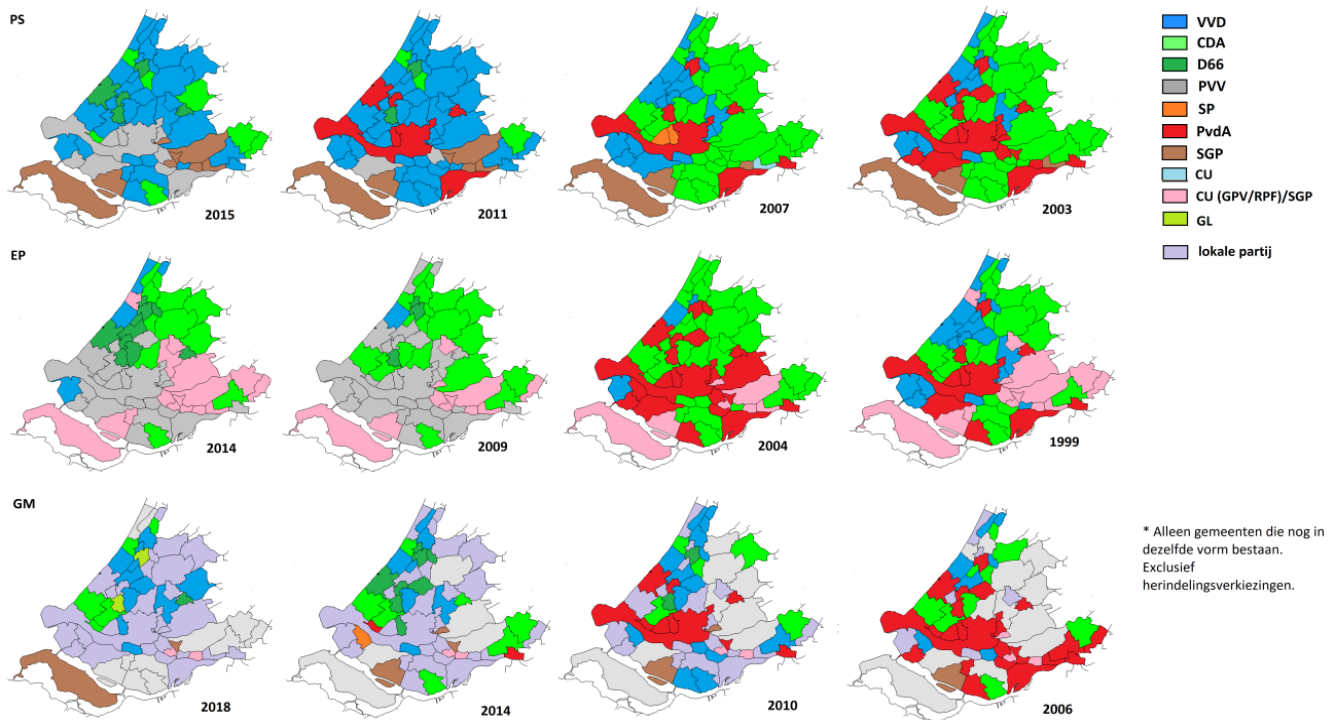 PS
2015
2011
2007
2003
VVD
CDA
D66
PVV
SP
PvdA
SGP
CU
CU (GPV/RPF)/SGP
GL
lokale partij
EP
2014
2009
2004
1999
GM
2018
2014
2010
2006
* Alleen gemeenten die nog in
dezelfde vorm bestaan.
Exclusief
herindelingsverkiezingen.